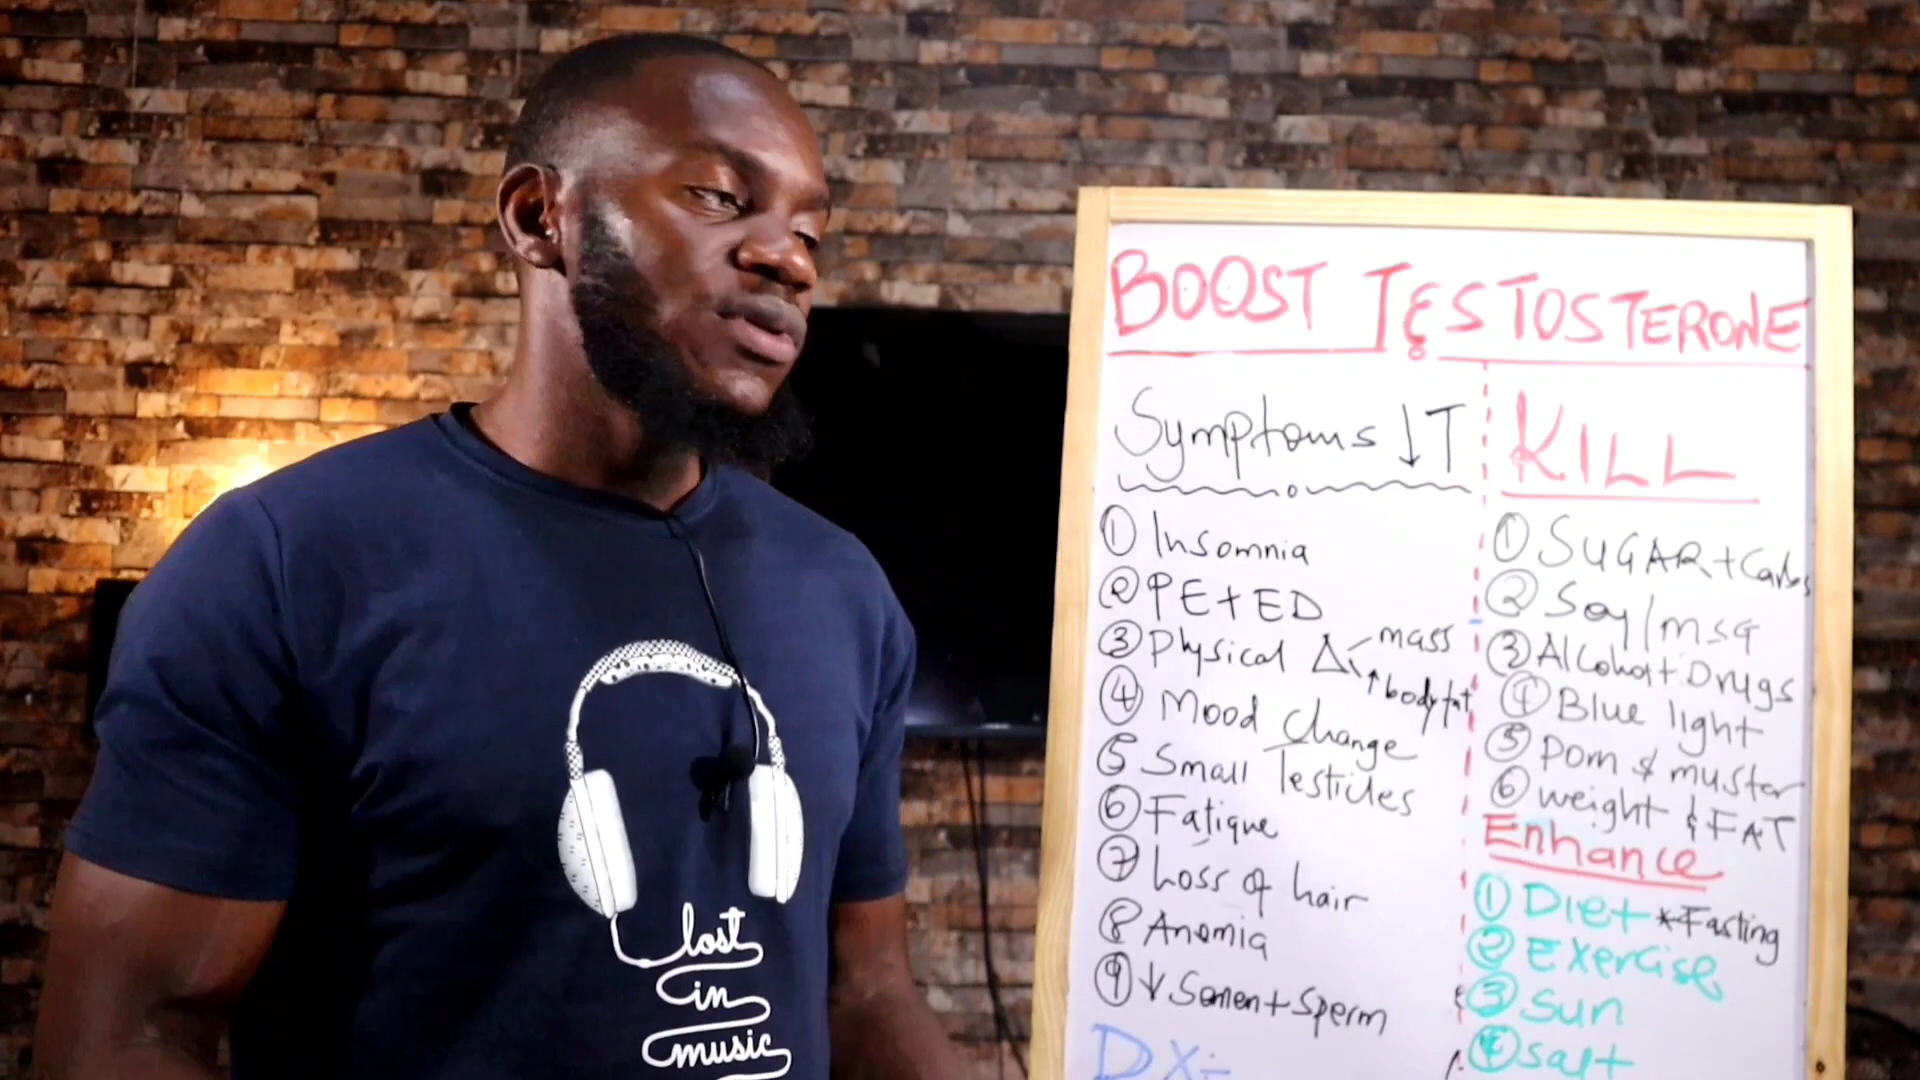 BOOST TESTOSTERONE
Symptoms ↓T
① Insomnia
② PE+ED
③ Physical Δ mass
↑bodyfat
④ Mood Change
⑤ Small Testicles
⑥ Fatique
⑦ Loss of hair
⑧ Anemia
⑨ ↓ Semen+Sperm
DX:-
KILL
① SUGAR+Carbs
② Soy/msg
③ Alcohol+Drugs
④ Blue light
⑤ Porn & mustar
⑥ weight & FAT
Enhance
① Diet *Fasting
② Exercise
③ Sun
④ Salt
lost
in
music